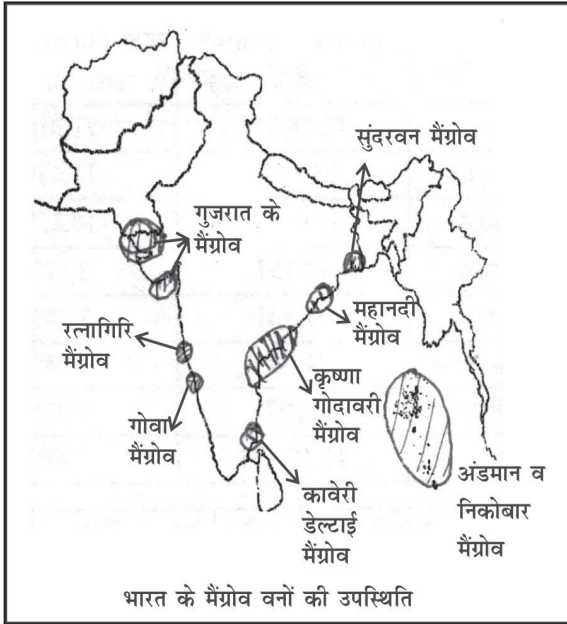 सुंदरवन मैंग्रोव
गुजरात के
मैंग्रोव
महानदी
मैंग्रोव
रत्नागिरि
मैंग्रोव
कृष्णा
गोदावरी
मैंग्रोव
गोवा
मैंग्रोव
अंडमान व
निकोबार
मैंग्रोव
कावेरी
डेल्टाई
मैंग्रोव
भारत के मैंग्रोव वनों की उपस्थिति